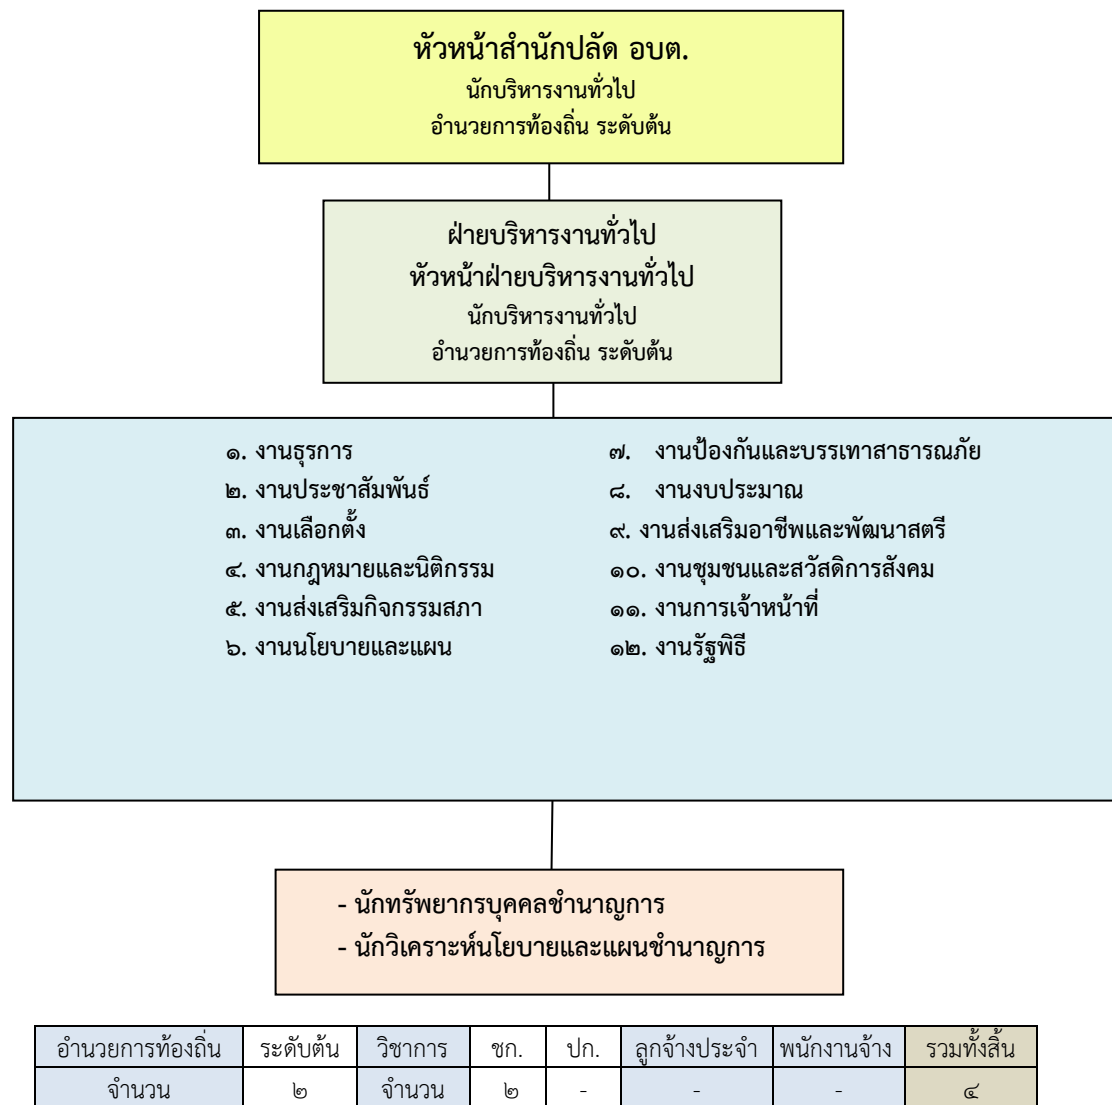 หัวหน้าสำนักปลัด อบต.
นักบริหารงานทั่วไป
อำนวยการท้องถิ่น ระดับต้น
ฝ่ายบริหารงานทั่วไป
หัวหน้าฝ่ายบริหารงานทั่วไป
นักบริหารงานทั่วไป
อำนวยการท้องถิ่น ระดับต้น
๑. งานธุรการ
๒. งานประชาสัมพันธ์
๓. งานเลือกตั้ง
๔. งานกฎหมายและนิติกรรม
๕. งานส่งเสริมกิจกรรมสภา
๖. งานนโยบายและแผน
๗. งานป้องกันและบรรเทาสาธารณภัย
๘. งานงบประมาณ
๙. งานส่งเสริมอาชีพและพัฒนาสตรี
๑๐. งานชุมชนและสวัสดิการสังคม
๑๑. งานการเจ้าหน้าที่
๑๒. งานรัฐพิธี
- นักทรัพยากรบุคคลชำนาญการ
- นักวิเคราะห์นโยบายและแผนชำนาญการ
อำนวยการท้องถิ่น ระดับต้น วิชาการ ชก. ปก. ลูกจ้างประจำ พนักงานจ้าง รวมทั้งสิ้น
จำนวน ๒ จำนวน ๒ - - - ๔